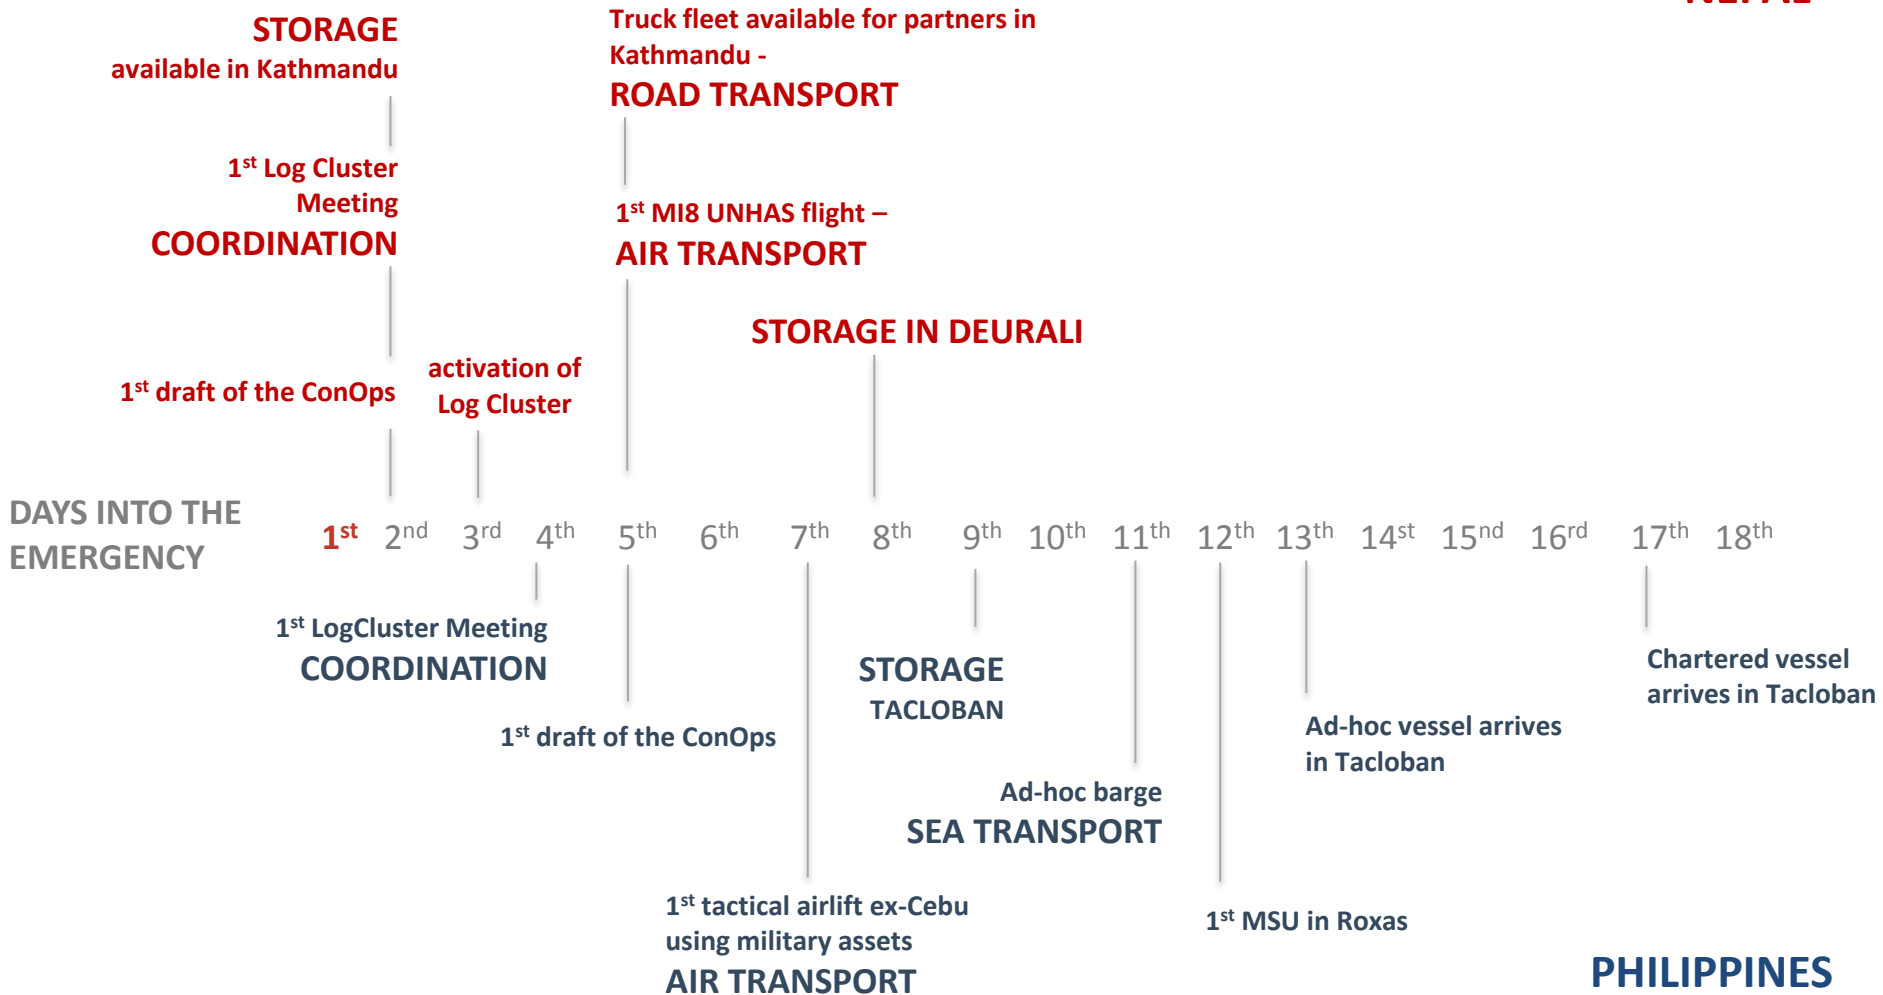 NEPAL
STORAGE
available in Kathmandu
Truck fleet available for partners in
Kathmandu -
ROAD TRANSPORT
1st Log Cluster
Meeting
COORDINATION
1st MI8 UNHAS flight –
AIR TRANSPORT
STORAGE IN DEURALI
1st draft of the ConOps
activation of
Log Cluster
DAYS INTO THE
EMERGENCY
1st 2nd 3rd 4th 5th 6th 7th 8th 9th 10th 11th 12th 13th 14st 15nd 16rd 17th 18th
1st LogCluster Meeting
COORDINATION
1st draft of the ConOps
STORAGE
TACLOBAN
Chartered vessel
arrives in Tacloban
Ad-hoc vessel arrives
in Tacloban
Ad-hoc barge
SEA TRANSPORT
1st tactical airlift ex-Cebu
using military assets
AIR TRANSPORT
1st MSU in Roxas
PHILIPPINES